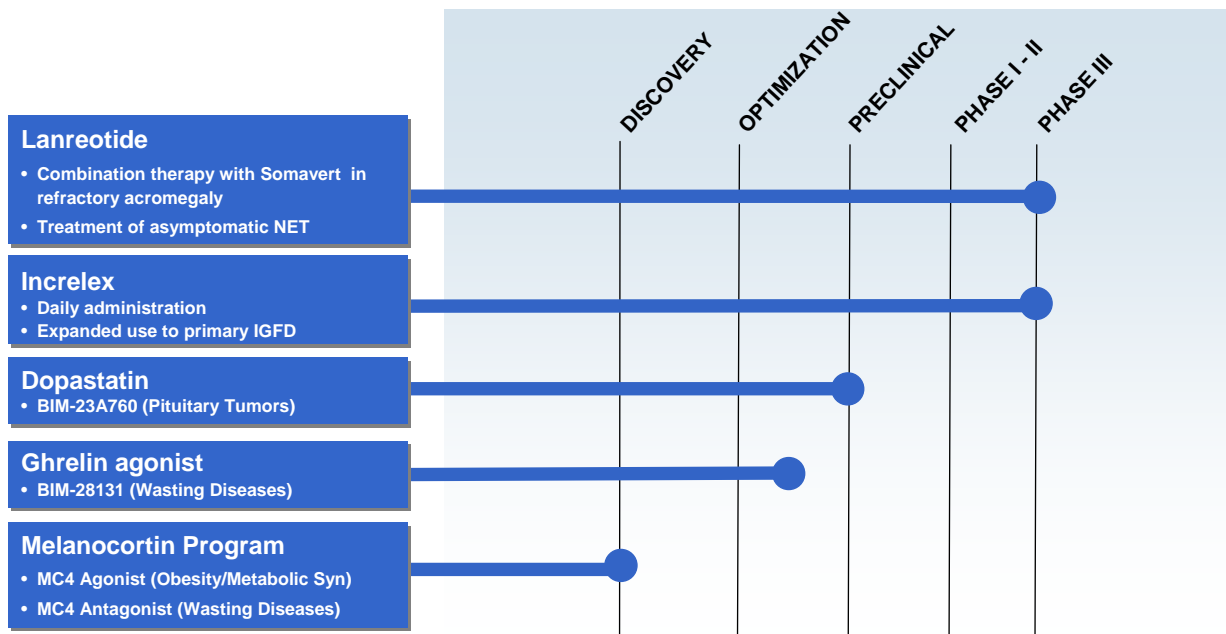 DISCOVERY
OPTIMIZATION
PRECLINICAL
PHASE I - II
PHASE III
Lanreotide
• Combination therapy with Somavert in
refractory acromegaly
• Treatment of asymptomatic NET
Increlex
• Daily administration
• Expanded use to primary IGFD
Dopastatin
• BIM-23A760 (Pituitary Tumors)
Ghrelin agonist
• BIM-28131 (Wasting Diseases)
Melanocortin Program
• MC4 Agonist (Obesity/Metabolic Syn)
• MC4 Antagonist (Wasting Diseases)